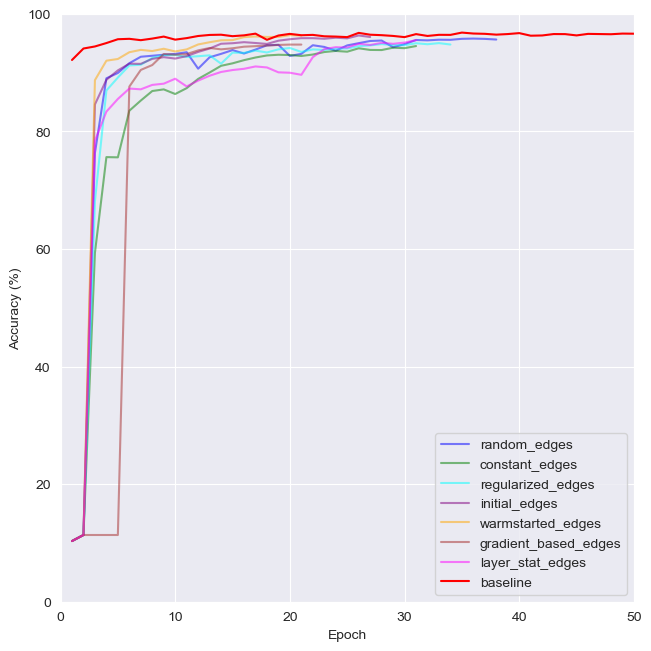 100
80
60
40
20
0
Accuracy (%)
random_edges
constant_edges
regularized_edges
initial_edges
warmstarted_edges
gradient_based_edges
layer_stat_edges
baseline
0 10 20 30 40 50
Epoch